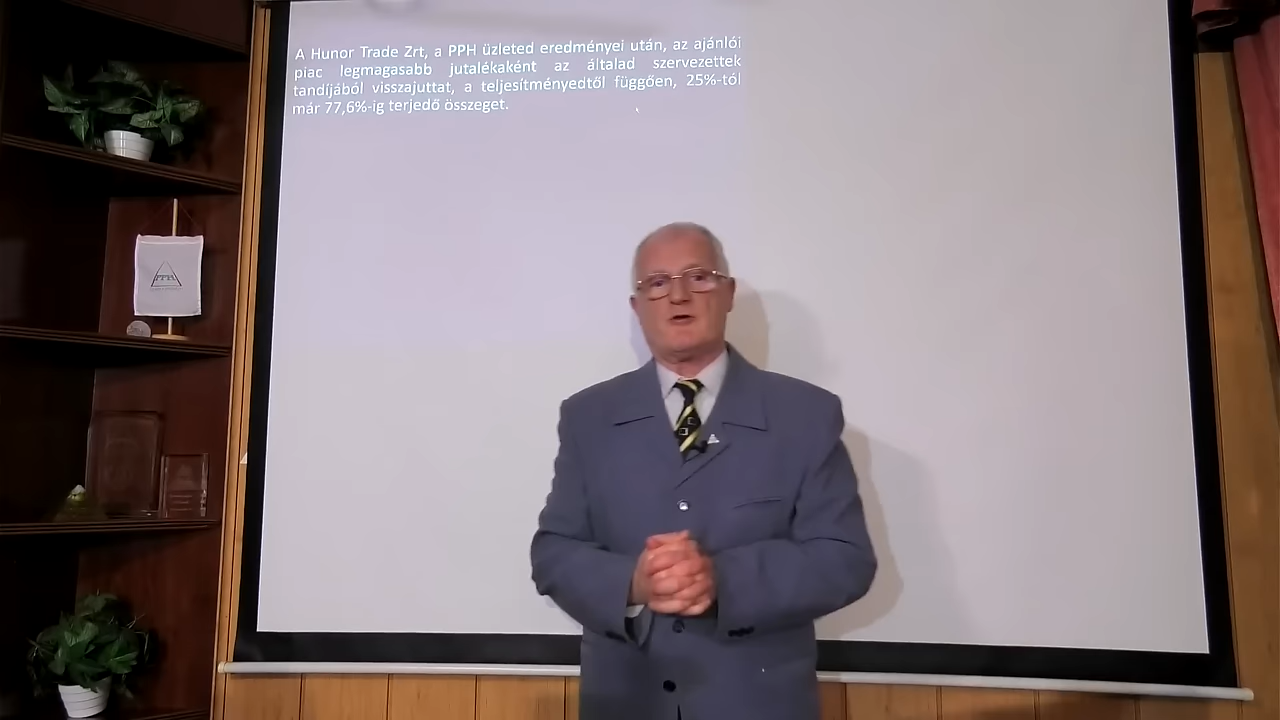 A Hunor Trade Zrt, a PPH üzleted eredményei után, az ajánlói
piac legmagasabb jutalékaként az általad szervezettek
tandíjából visszajuttat, a teljesítményedtől függően, 25%-tól
már 77,6%-ig terjedő összeget.